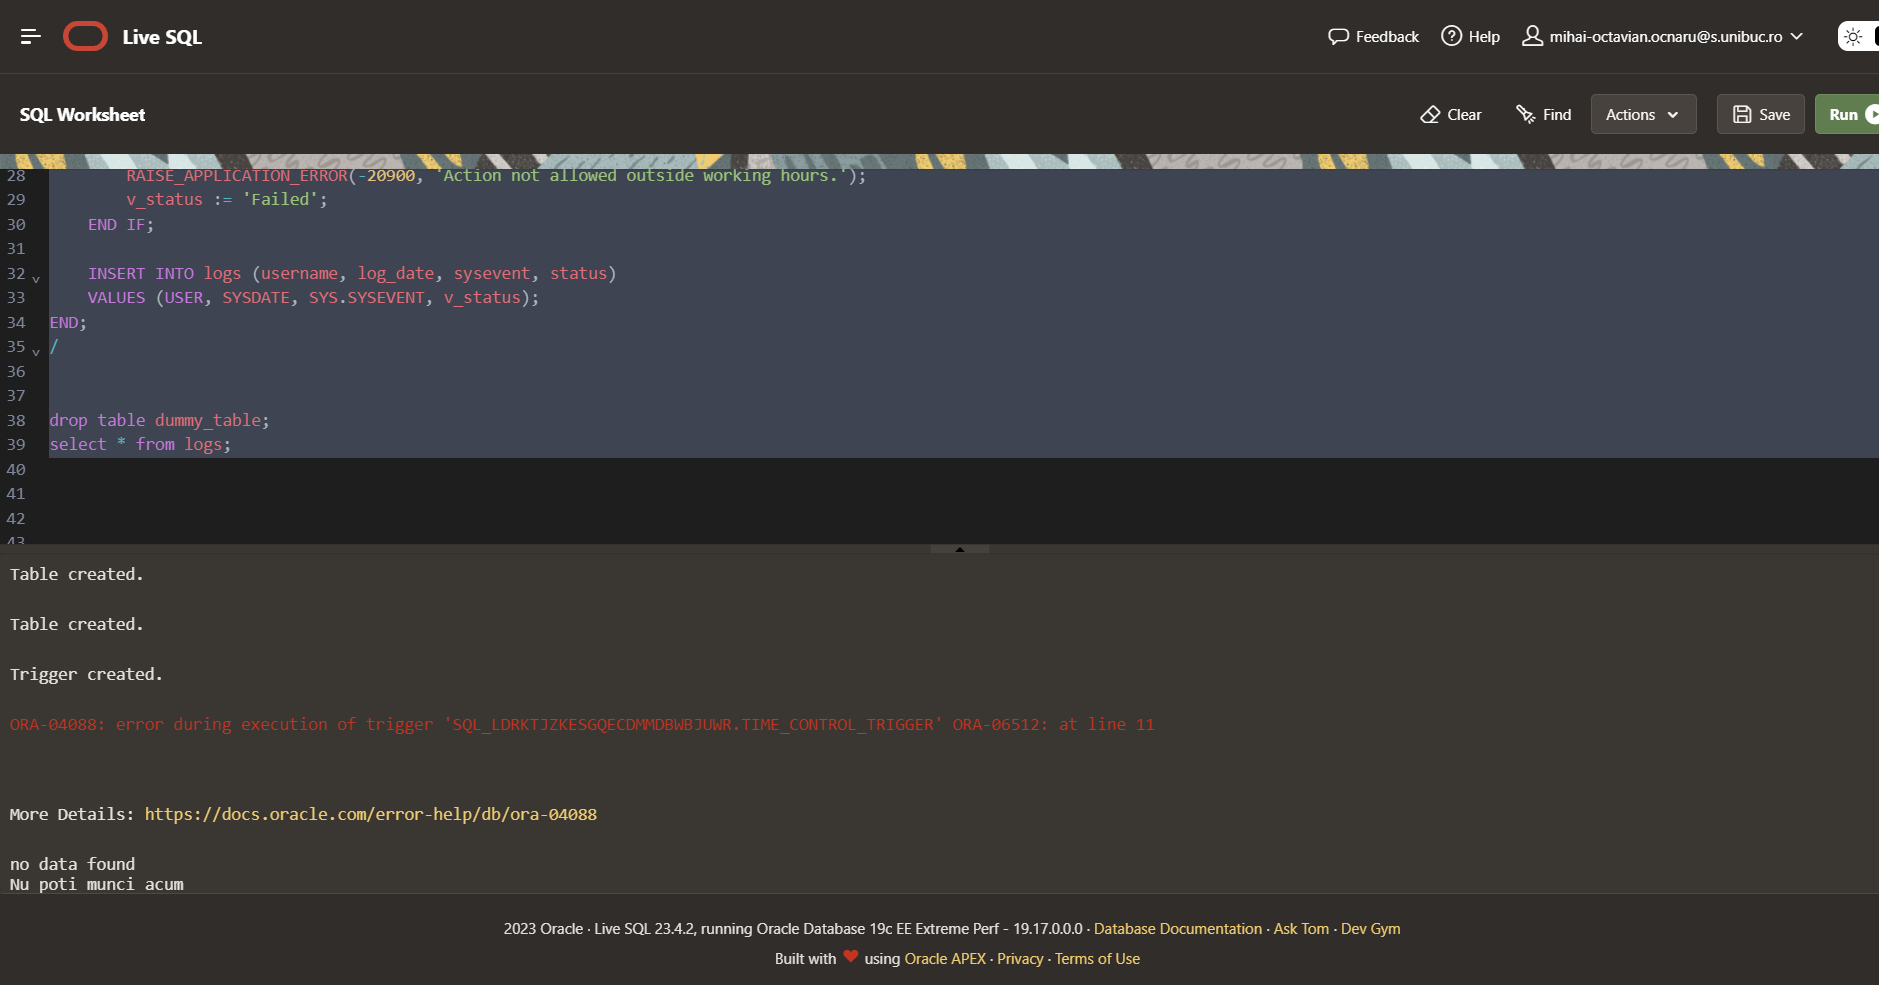 Live SQL
Feedback
Help
mihai-octavian.ocnaru@s.unibuc.ro
SQL Worksheet
Clear
Find
Actions
Save
Run
28 RAISE_APPLICATION_ERROR(-20900, 'Action not allowed outside working hours.');
29 v_status := 'Failed';
30 END IF;
31
32 INSERT INTO logs (username, log_date, sysevent, status)
33 VALUES (USER, SYSDATE, SYS.SYSEVENT, v_status);
34 END;
35 /
36
37
38 drop table dummy_table;
39 select * from logs;
40
41
42
43
Table created.
Table created.
Trigger created.
ORA-04088: error during execution of trigger 'SQL_LDRKTJZKESGQECDMMDBWBJUWR.TIME_CONTROL_TRIGGER' ORA-06512: at line 11
More Details: https://docs.oracle.com/error-help/db/ora-04088
no data found
Nu poti munci acum
2023 Oracle · Live SQL 23.4.2, running Oracle Database 19c EE Extreme Perf - 19.17.0.0.0 · Database Documentation · Ask Tom · Dev Gym
Built with ❤ using Oracle APEX · Privacy · Terms of Use